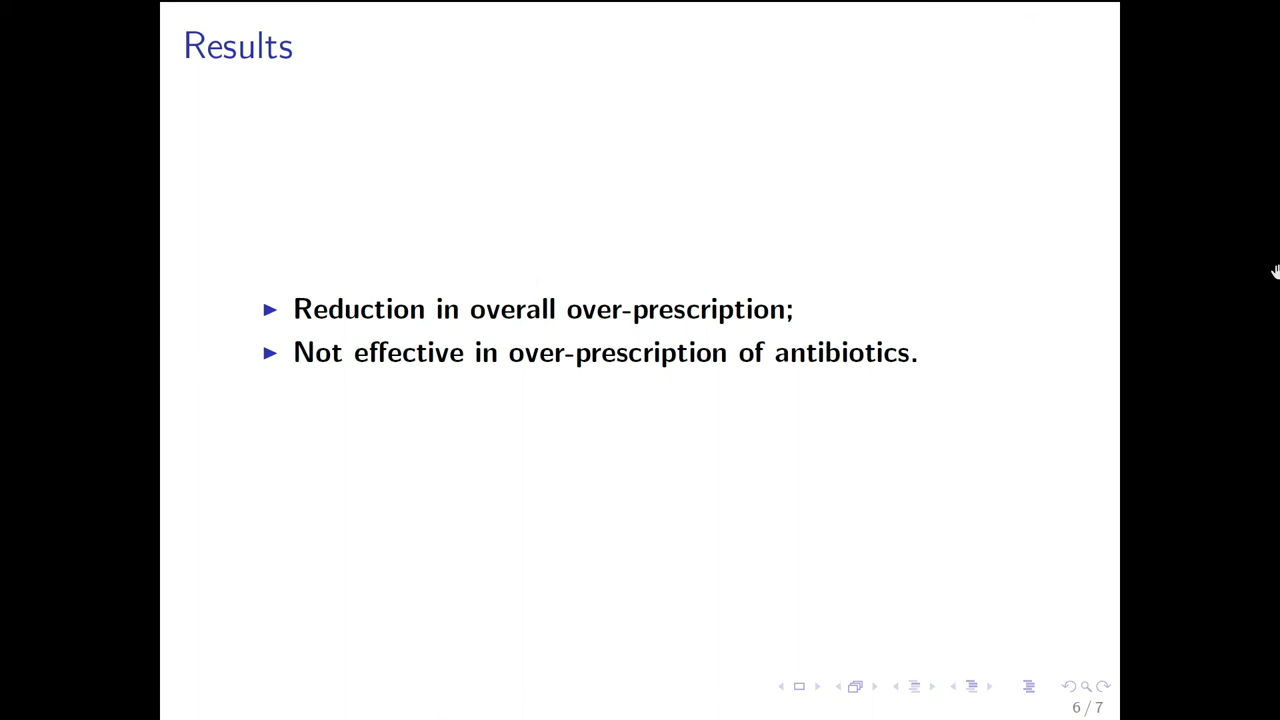 Results
Reduction in overall over-prescription;
Not effective in over-prescription of antibiotics.
6 / 7